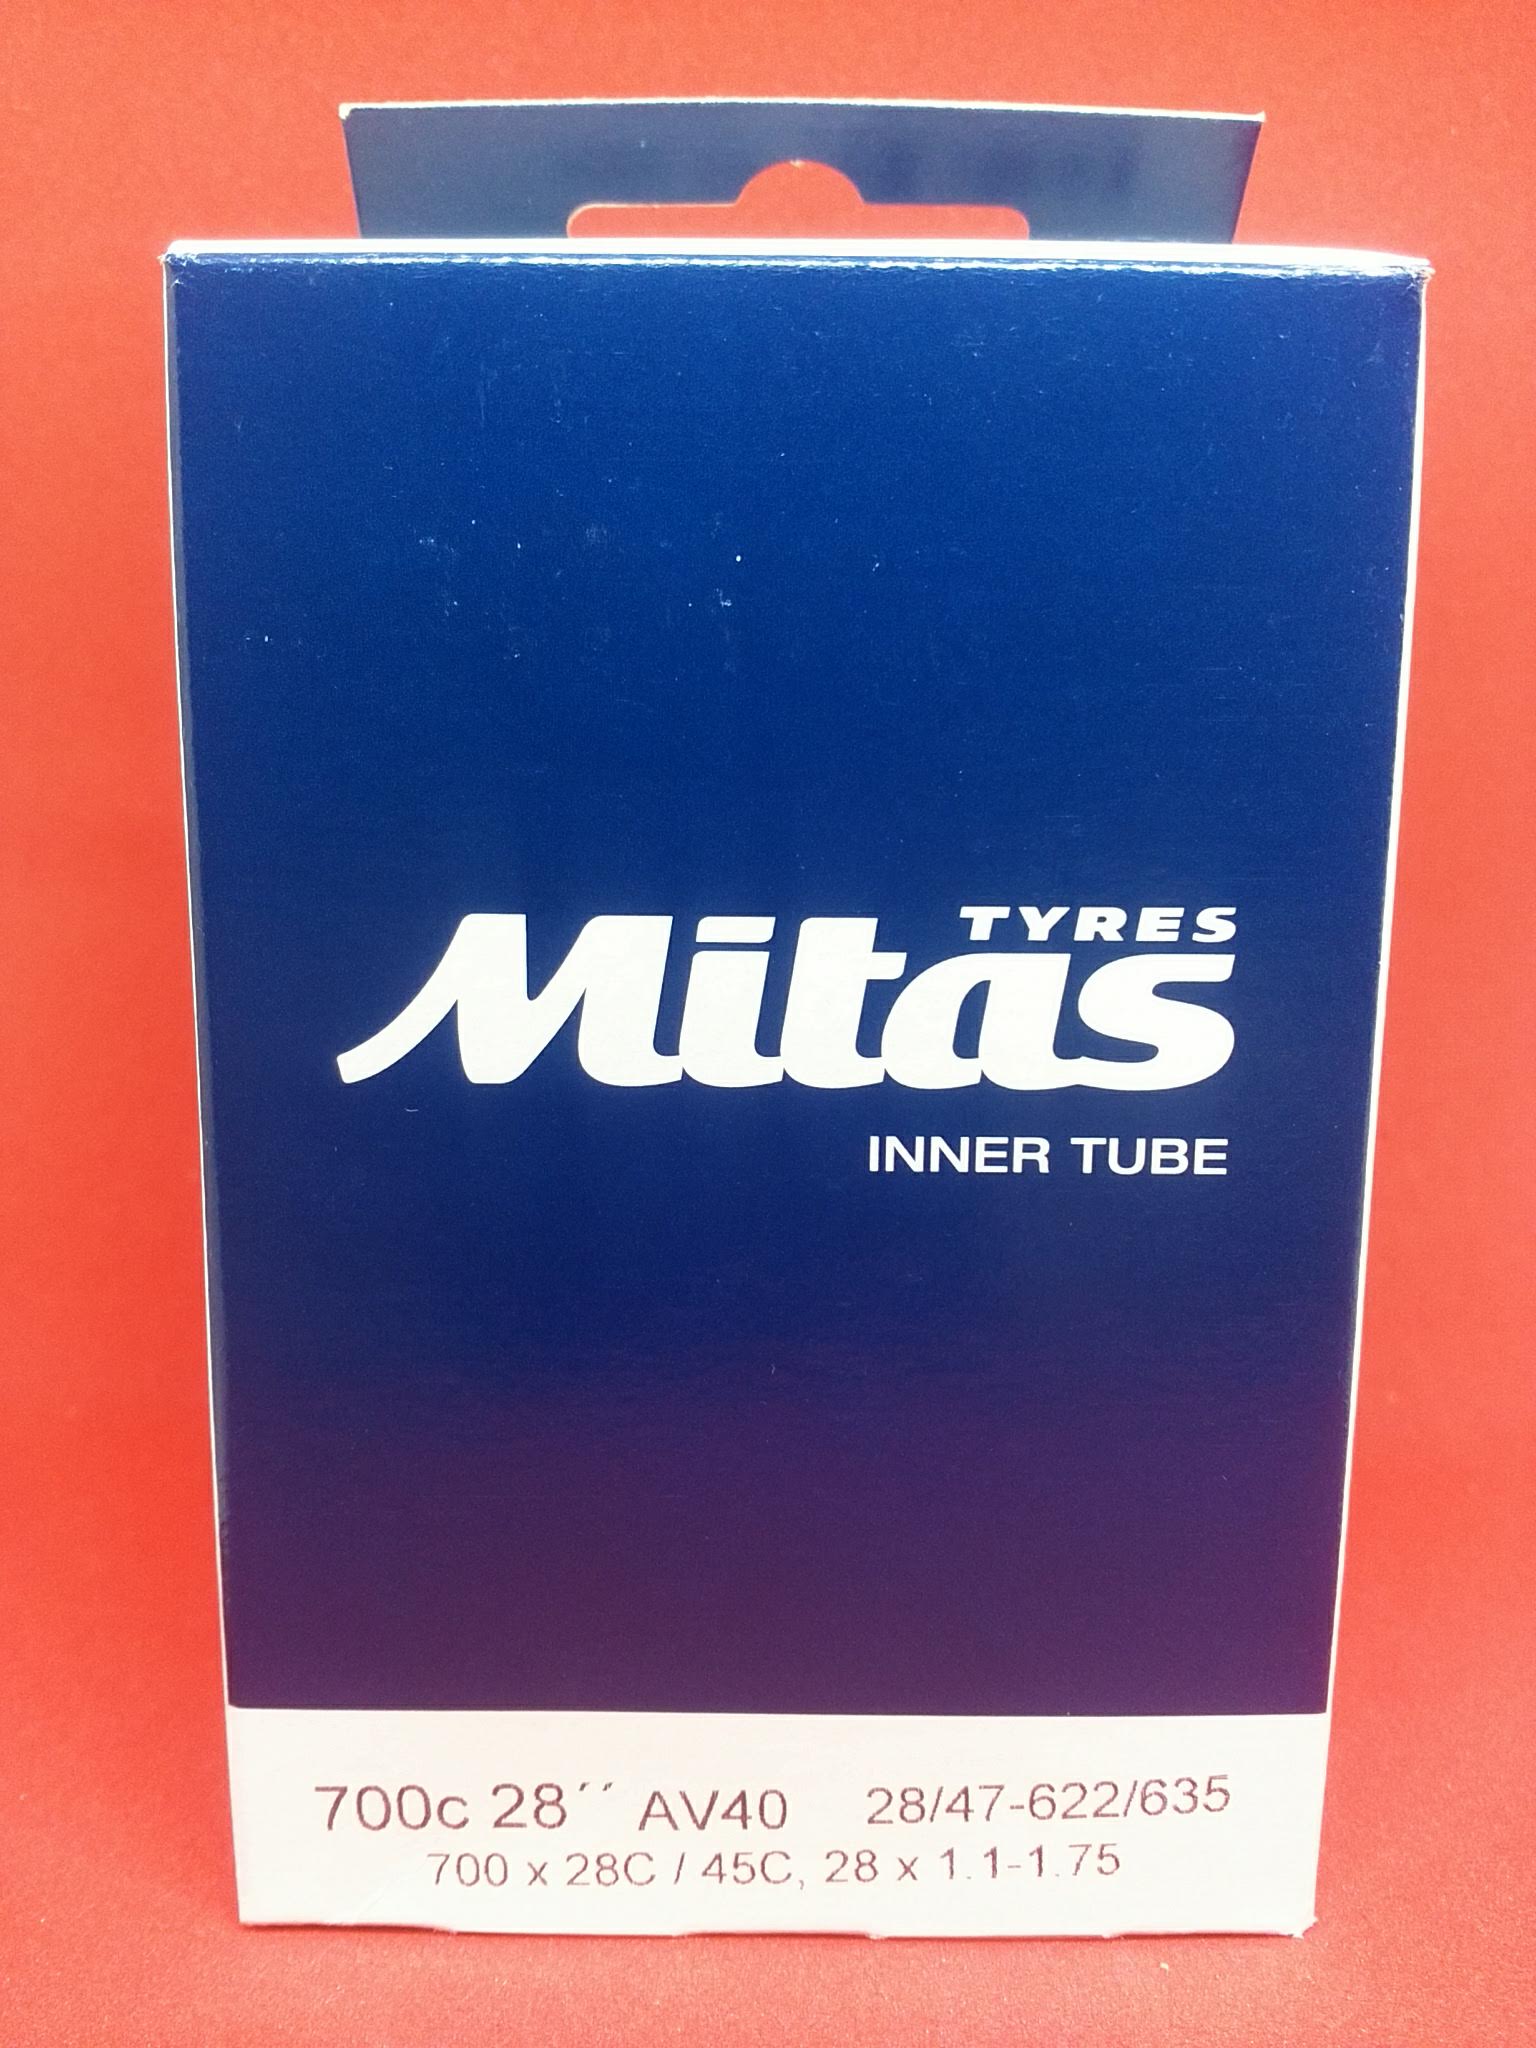 TYRES
Mitas
INNER TUBE
700c 28´´ AV40 28/47-622/635
700 x 28C / 45C, 28 x 1.1-1.75